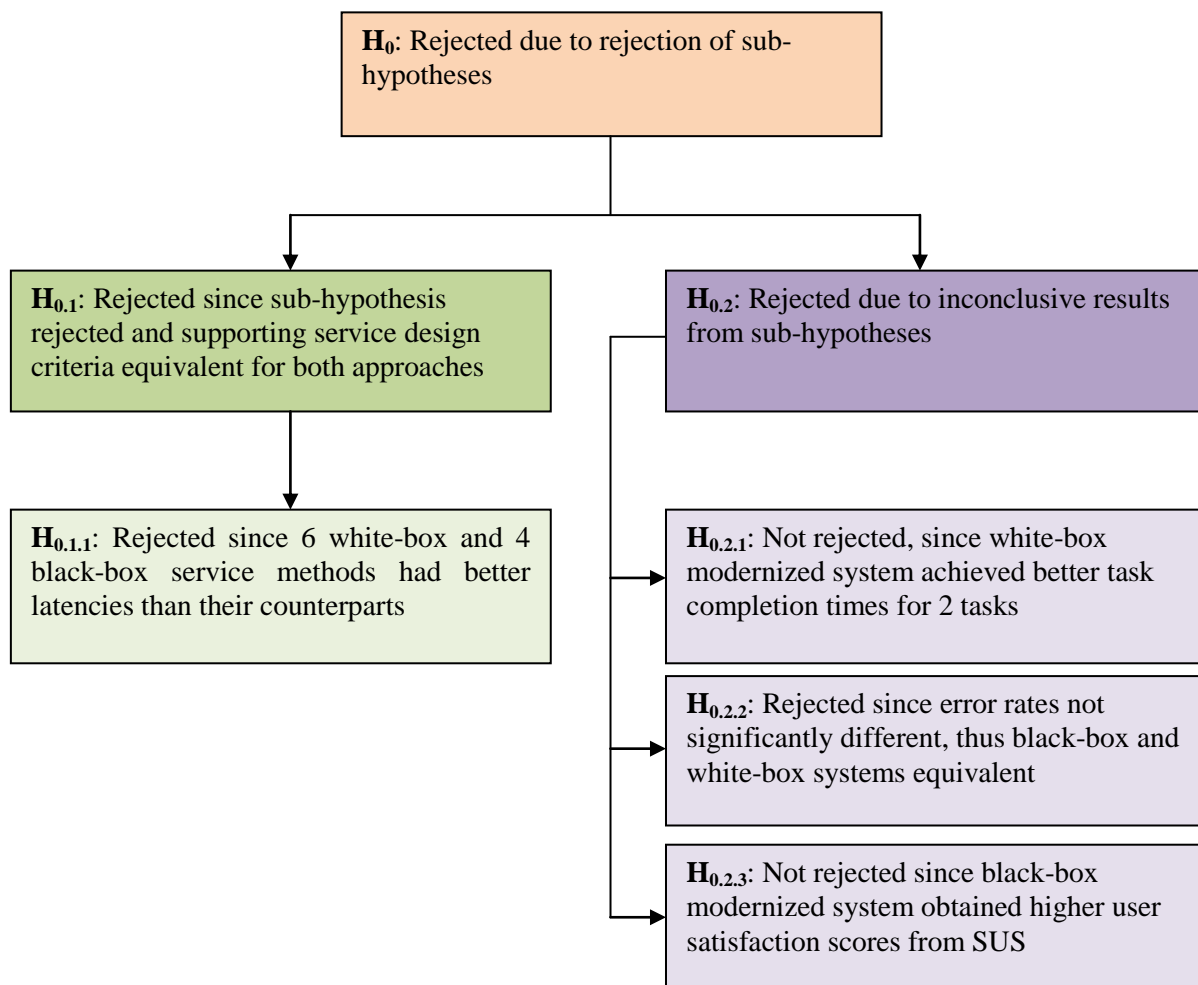 H0: Rejected due to rejection of sub-
hypotheses
H0.1: Rejected since sub-hypothesis
rejected and supporting service design
criteria equivalent for both approaches
H0.2: Rejected due to inconclusive results
from sub-hypotheses
H0.1.1: Rejected since 6 white-box and 4
black-box service methods had better
latencies than their counterparts
H0.2.1: Not rejected, since white-box
modernized system achieved better task
completion times for 2 tasks
H0.2.2: Rejected since error rates not
significantly different, thus black-box and
white-box systems equivalent
H0.2.3: Not rejected since black-box
modernized system obtained higher user
satisfaction scores from SUS